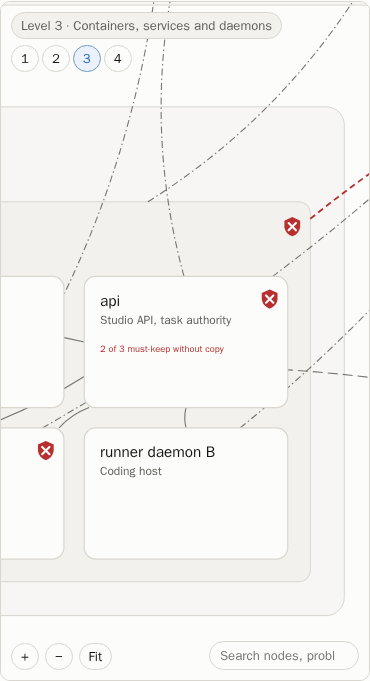 Level 3 · Containers, services and daemons
1 2 3 4
api
Studio API, task authority
2 of 3 must-keep without copy
runner daemon B
Coding host
+ − Fit
Search nodes, probl